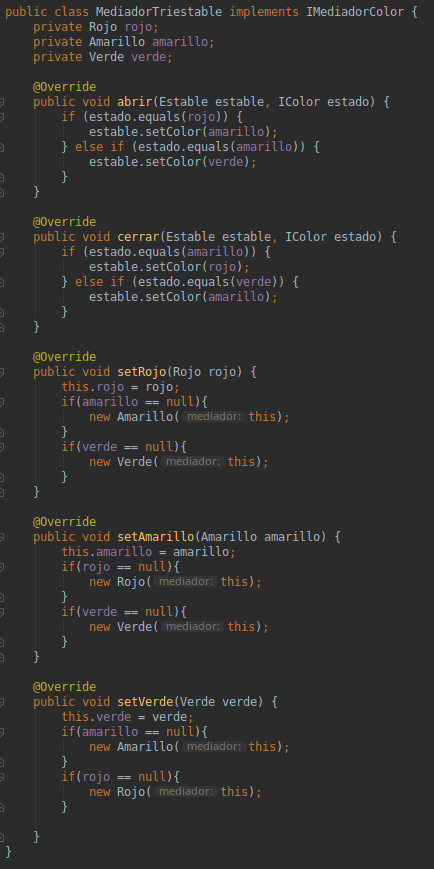 public class MediadorTriestable implements IMediadorColor {
    private Rojo rojo;
    private Amarillo amarillo;
    private Verde verde;

    @Override
    public void abrir(Estable estable, IColor estado) {
        if (estado.equals(rojo)) {
            estable.setColor(amarillo);
        } else if (estado.equals(amarillo)) {
            estable.setColor(verde);
        }
    }

    @Override
    public void cerrar(Estable estable, IColor estado) {
        if (estado.equals(amarillo)) {
            estable.setColor(rojo);
        } else if (estado.equals(verde)) {
            estable.setColor(amarillo);
        }
    }

    @Override
    public void setRojo(Rojo rojo) {
        this.rojo = rojo;
        if(amarillo == null){
            new Amarillo( mediador: this);
        }
        if(verde == null){
            new Verde( mediador: this);
        }
    }

    @Override
    public void setAmarillo(Amarillo amarillo) {
        this.amarillo = amarillo;
        if(rojo == null){
            new Rojo( mediador: this);
        }
        if(verde == null){
            new Verde( mediador: this);
        }
    }

    @Override
    public void setVerde(Verde verde) {
        this.verde = verde;
        if(amarillo == null){
            new Amarillo( mediador: this);
        }
        if(rojo == null){
            new Rojo( mediador: this);
        }

    }
}